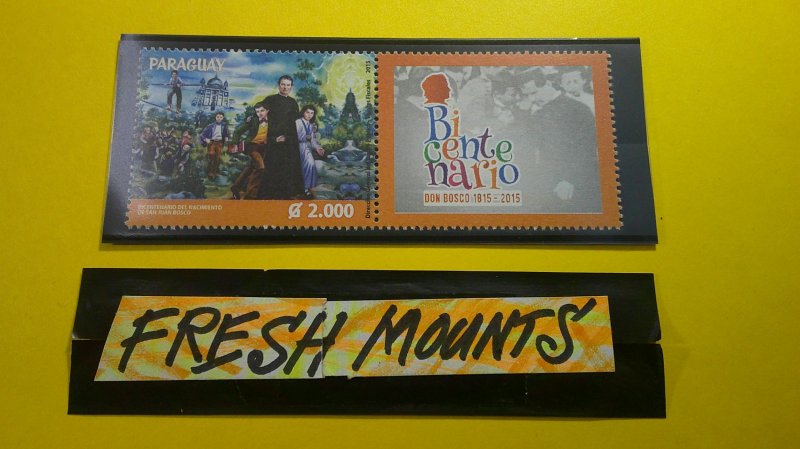 PARAGUAY
2015
BICENTENARIO DEL NACIMIENTO
DE SAN JUAN BOSCO
₲ 2.000
Bi
cente
nario
DON BOSCO 1815 - 2015
FRESH MOUNTS